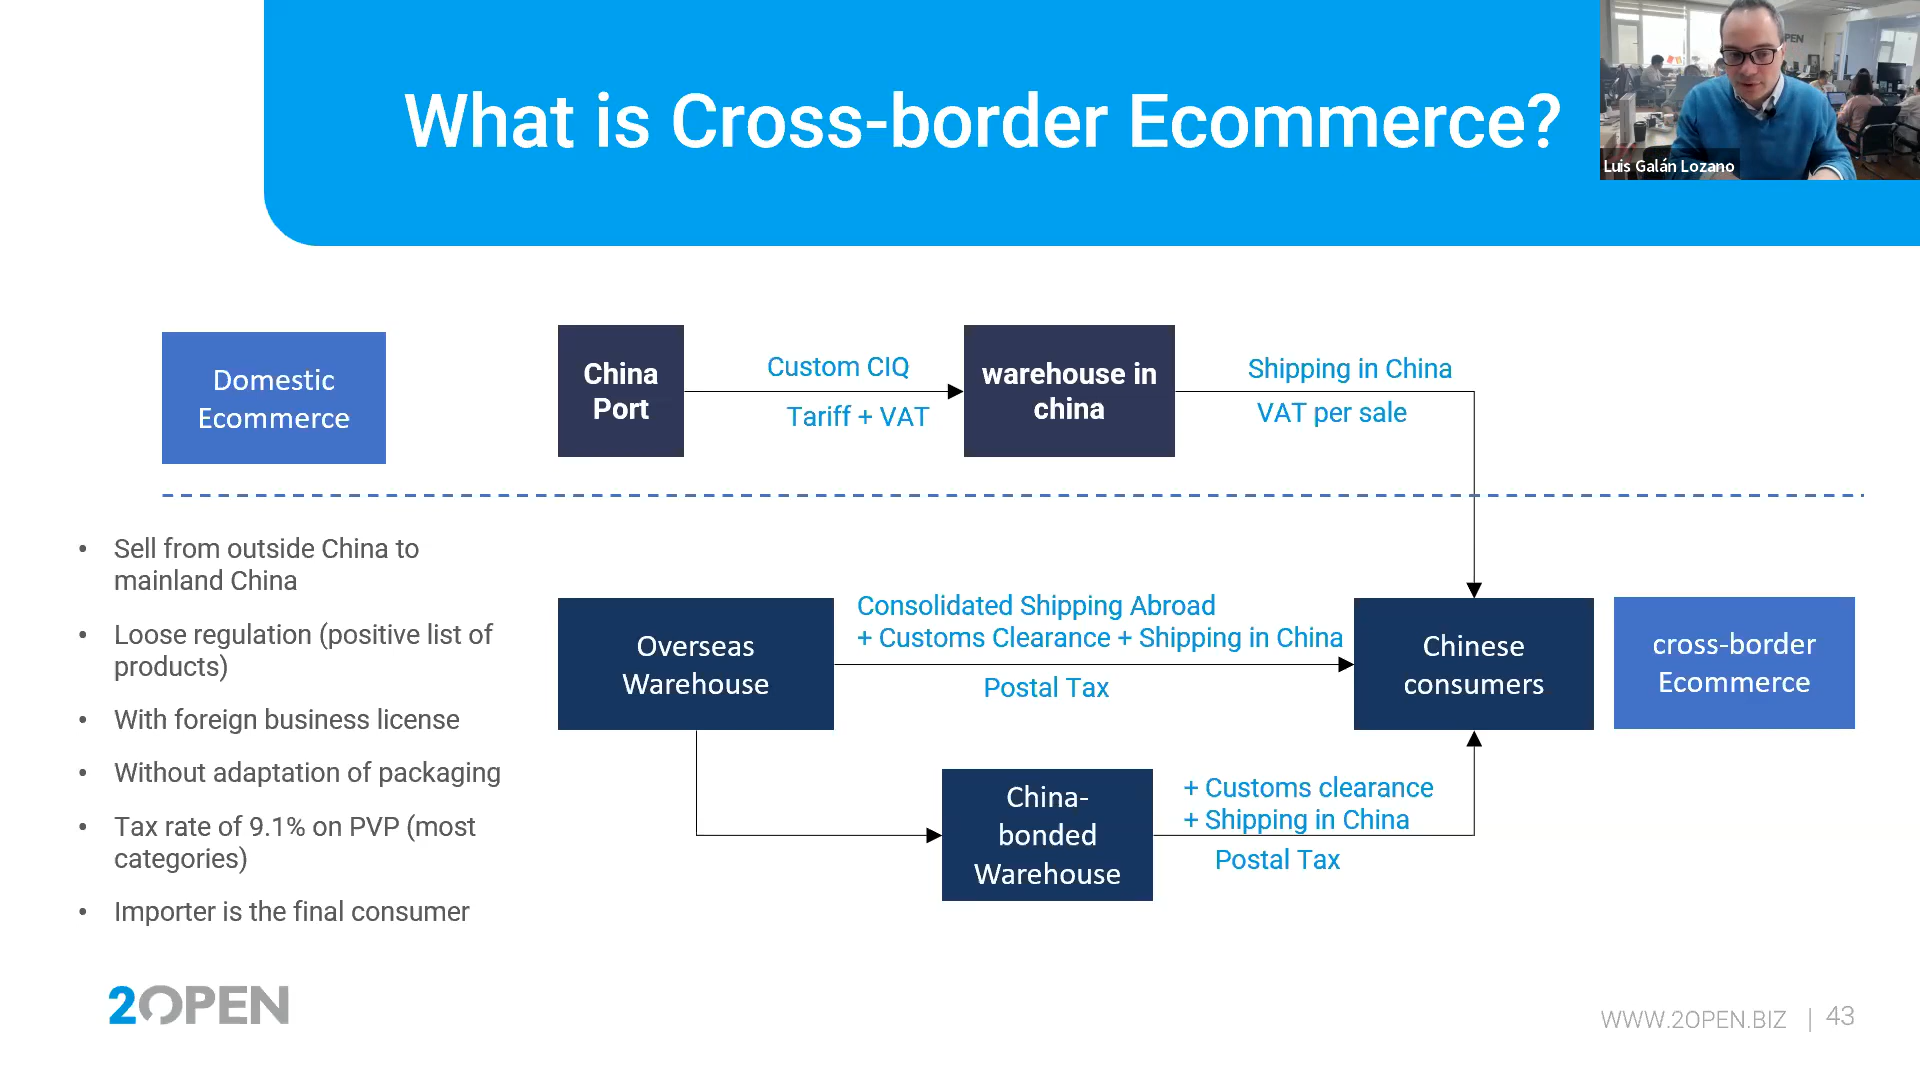 What is Cross-border Ecommerce?
PEN
Luis Galán Lozano
Domestic
Ecommerce
China
Port
Custom CIQ
Tariff + VAT
warehouse in
china
Shipping in China
VAT per sale
• Sell from outside China to
mainland China
• Loose regulation (positive list of
products)
• With foreign business license
• Without adaptation of packaging
• Tax rate of 9.1% on PVP (most
categories)
• Importer is the final consumer
Overseas
Warehouse
Consolidated Shipping Abroad
+ Customs Clearance + Shipping in China
Postal Tax
Chinese
consumers
cross-border
Ecommerce
China-
bonded
Warehouse
+ Customs clearance
+ Shipping in China
Postal Tax
2OPEN
WWW.2OPEN.BIZ | 43